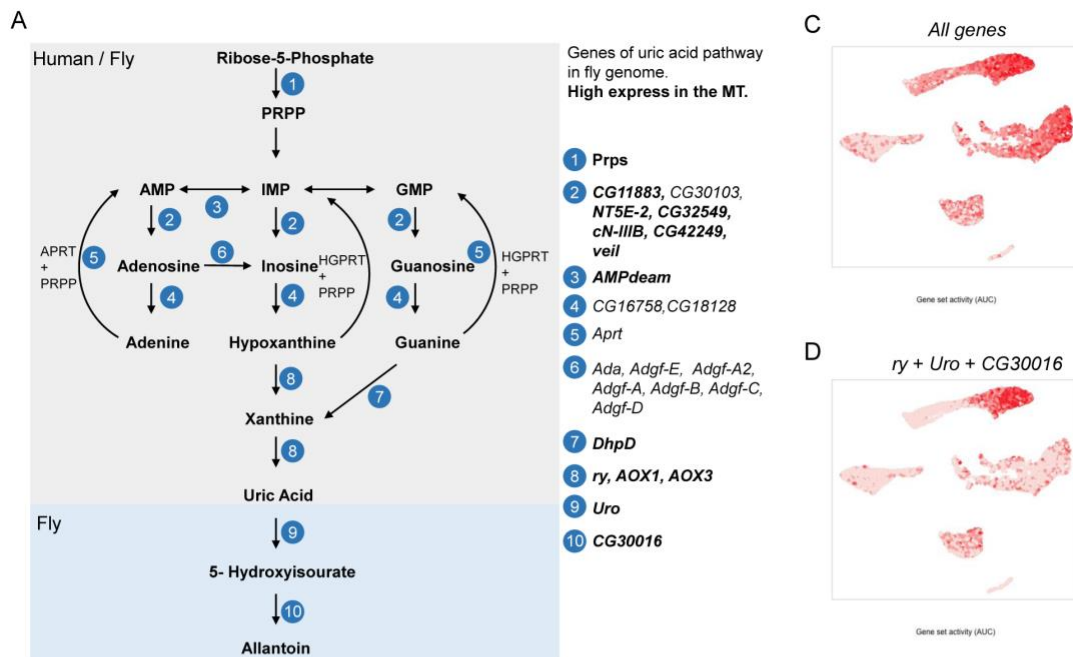 A
Human / Fly
Ribose-5-Phosphate
1
PRPP
AMP
IMP
GMP
2
3
2
2
APRT
+
PRPP
5
Adenosine
6
Inosine
HGPRT
+
PRPP
Guanosine
5
HGPRT
+
PRPP
4
4
4
Adenine
Hypoxanthine
Guanine
8
7
Xanthine
8
Uric Acid
Fly
9
5- Hydroxyisourate
10
Allantoin
Genes of uric acid pathway
in fly genome.
High express in the MT.
1 Prps
2 CG11883, CG30103,
NT5E-2, CG32549,
cN-IIIB, CG42249,
veil
3 AMPdeam
4 CG16758,CG18128
5 Aprt
6 Ada, Adgf-E, Adgf-A2,
Adgf-A, Adgf-B, Adgf-C,
Adgf-D
7 DhpD
8 ry, AOX1, AOX3
9 Uro
10 CG30016
C
All genes
Gene set activity (AUC)
D
ry + Uro + CG30016
Gene set activity (AUC)